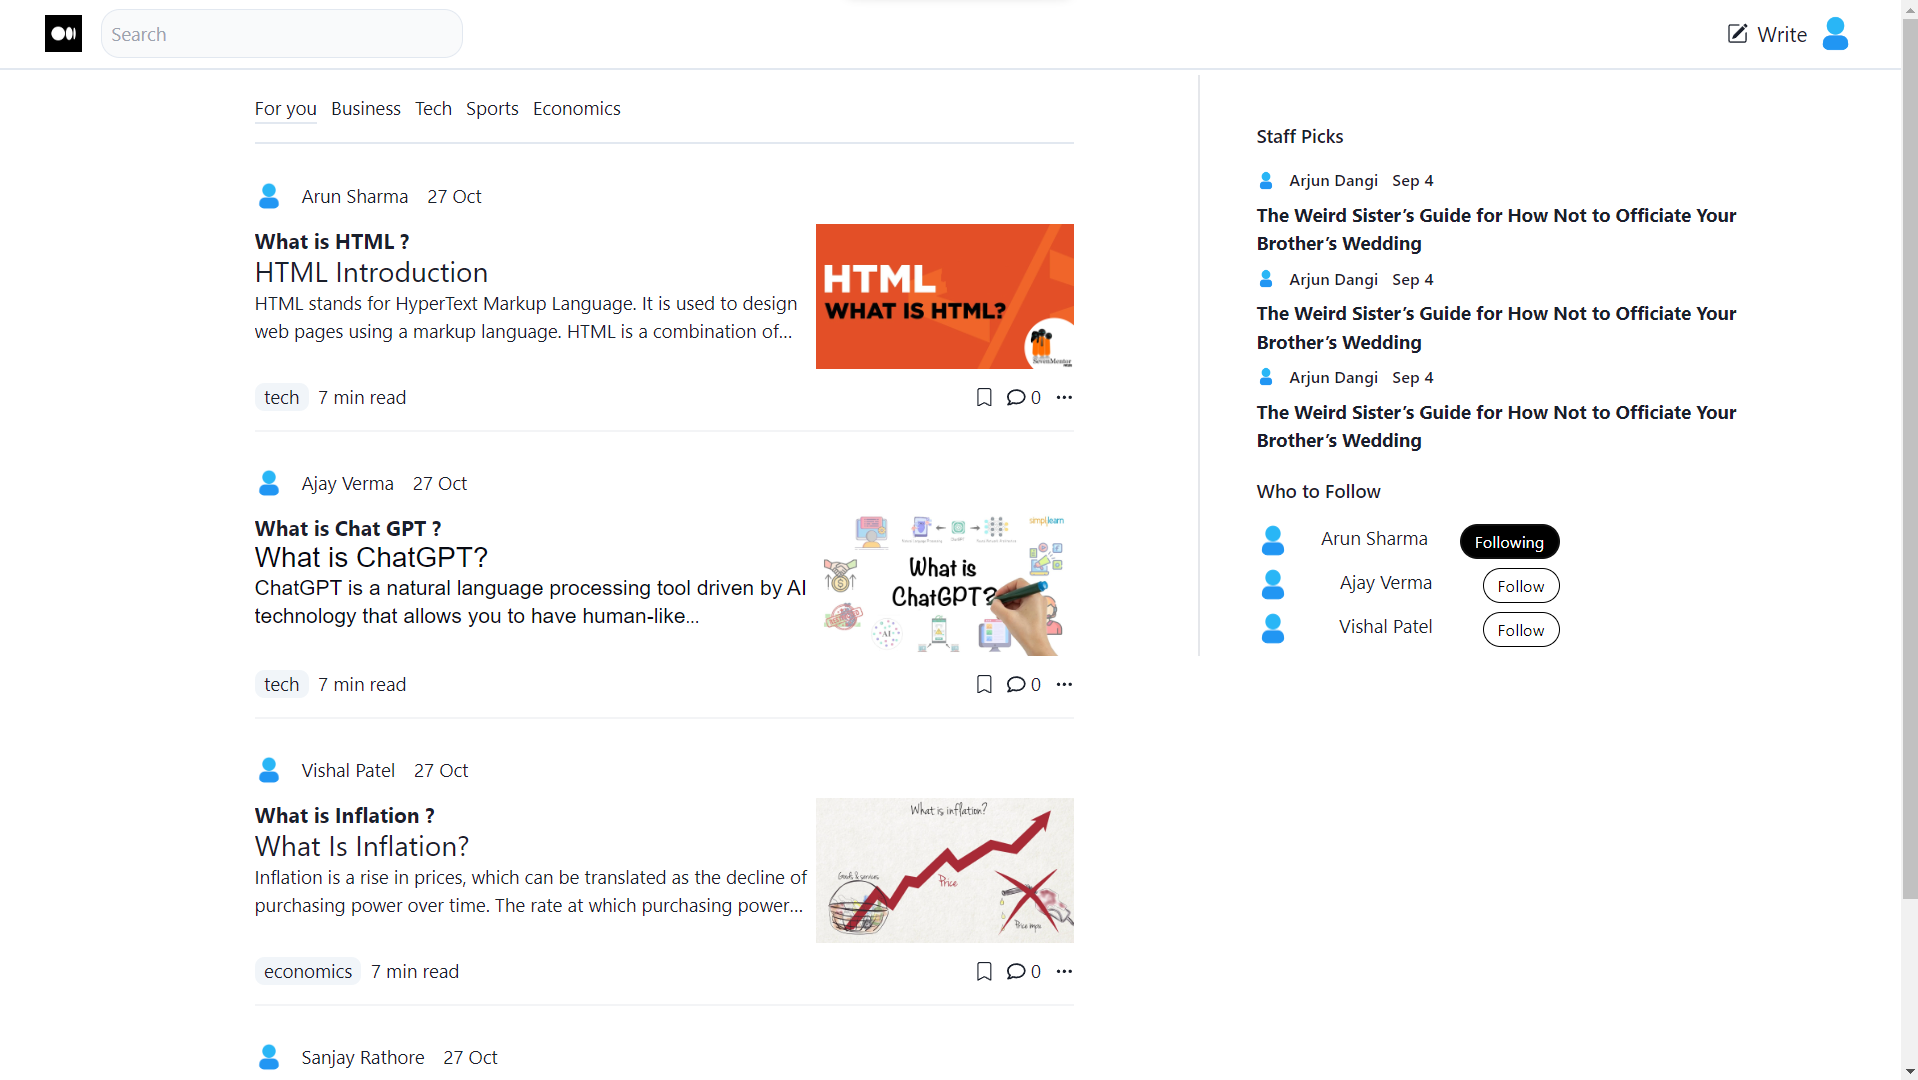 Search
Write
For you Business Tech Sports Economics
Arun Sharma 27 Oct
What is HTML ?
HTML Introduction
HTML stands for HyperText Markup Language. It is used to design
web pages using a markup language. HTML is a combination of...
HTML
WHAT IS HTML?
SevenMentor
tech 7 min read
0
Ajay Verma 27 Oct
What is Chat GPT ?
What is ChatGPT?
ChatGPT is a natural language processing tool driven by AI
technology that allows you to have human-like...
simplilearn
What is
ChatGPT?
AI
tech 7 min read
0
Vishal Patel 27 Oct
What is Inflation ?
What Is Inflation?
Inflation is a rise in prices, which can be translated as the decline of
purchasing power over time. The rate at which purchasing power...
What is inflation?
Goods & services
Price
economics 7 min read
0
Sanjay Rathore 27 Oct
Staff Picks
Arjun Dangi Sep 4
The Weird Sister’s Guide for How Not to Officiate Your
Brother’s Wedding
Arjun Dangi Sep 4
The Weird Sister’s Guide for How Not to Officiate Your
Brother’s Wedding
Arjun Dangi Sep 4
The Weird Sister’s Guide for How Not to Officiate Your
Brother’s Wedding
Who to Follow
Arun Sharma Following
Ajay Verma Follow
Vishal Patel Follow